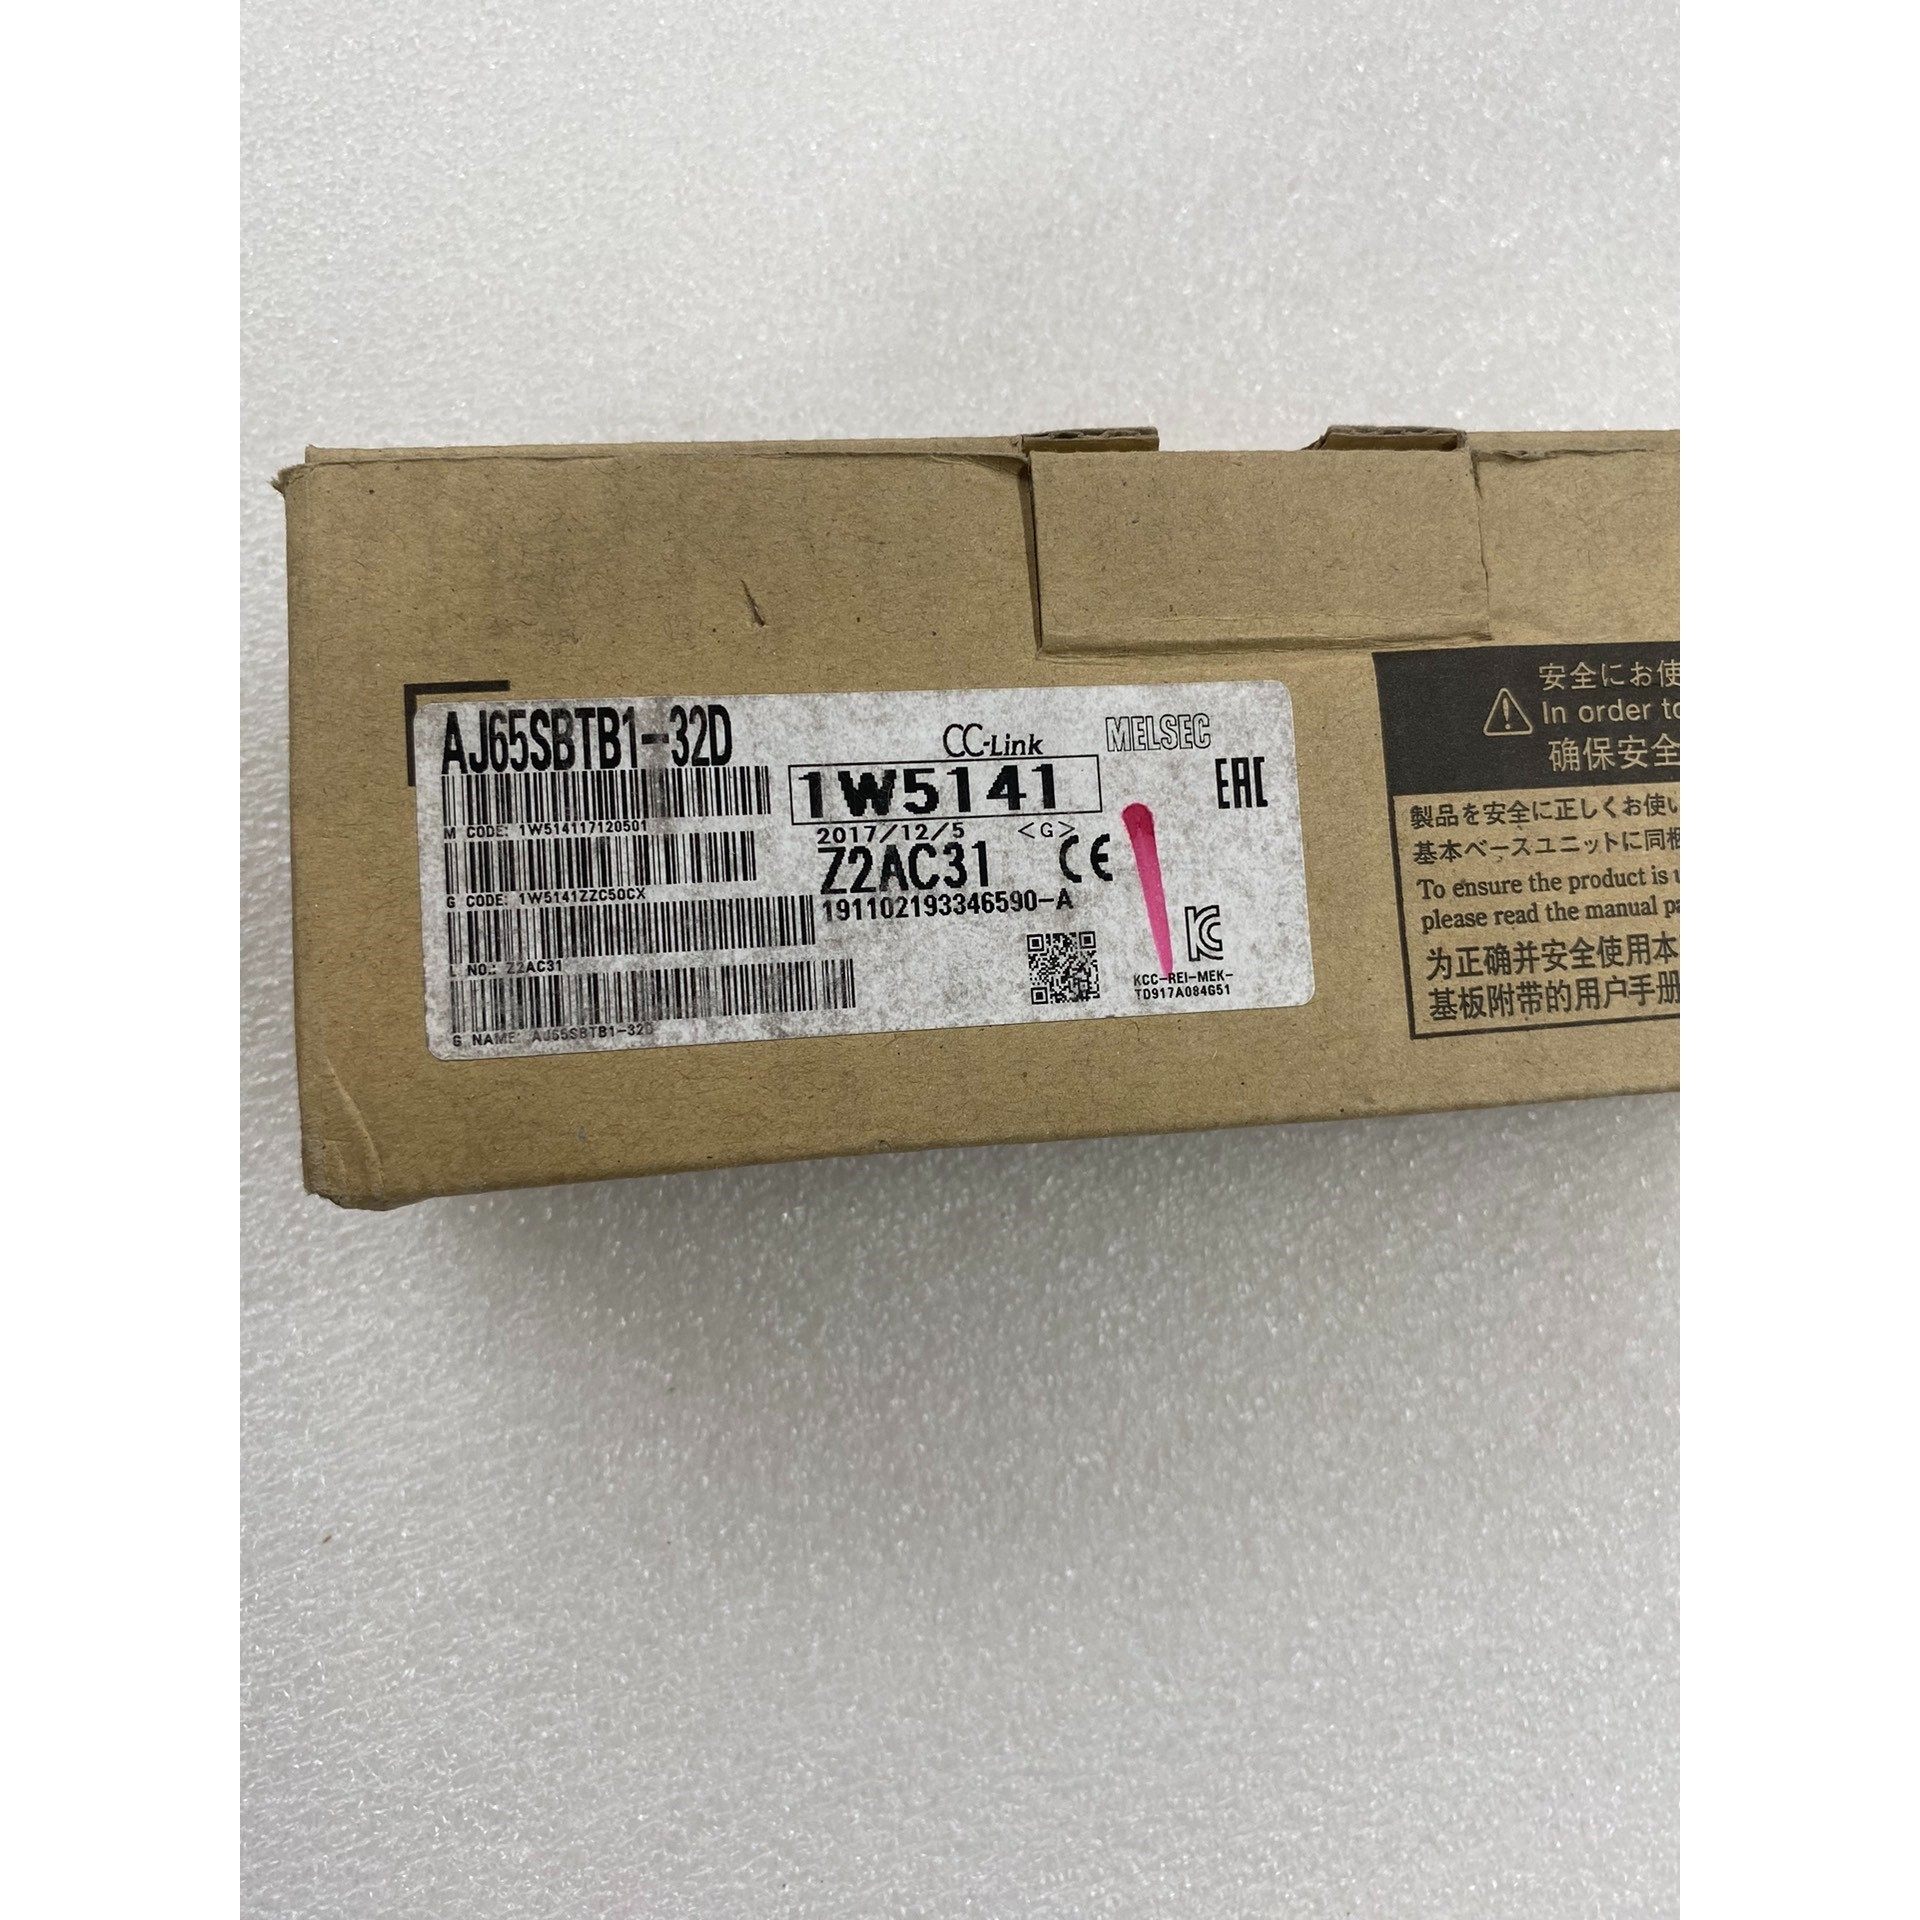 AJ65SBTB1-32D
CC-Link
MELSEC
1W5141
EAC
M CODE: 1W514117120501
2017/12/5 <G>
Z2AC31
CE
G CODE: 1W5141ZZC50CX
191102193346590-A
L NO.: Z2AC31
KC
KCC-REI-MEK-
TD917A084G51
G NAME: AJ65SBTB1-32D
安全にお使
In order to
确保安全
製品を安全に正しくお使い
基本ベースユニットに同梱
To ensure the product is u
please read the manual pa
为正确并安全使用本
基板附带的用户手册